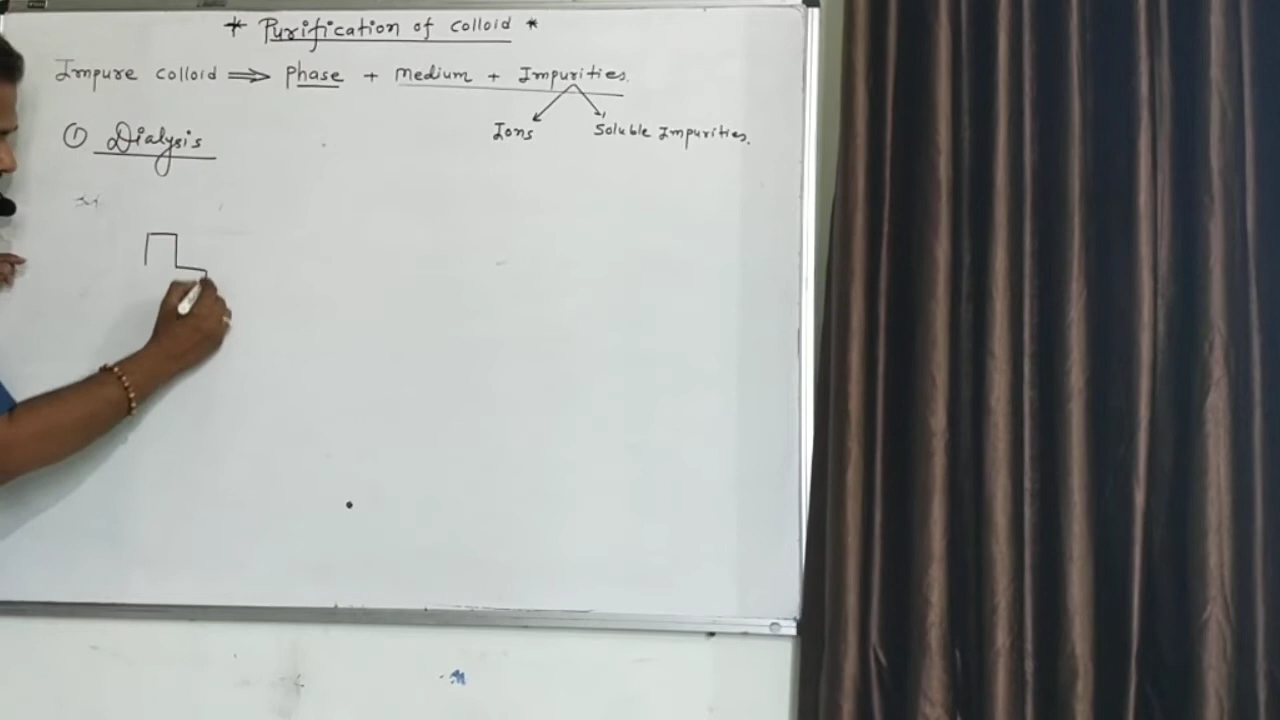 * Purification of Colloid *
Impure Colloid ⟹ Phase + Medium + Impurities.
Ions Soluble Impurities.
① Dialysis